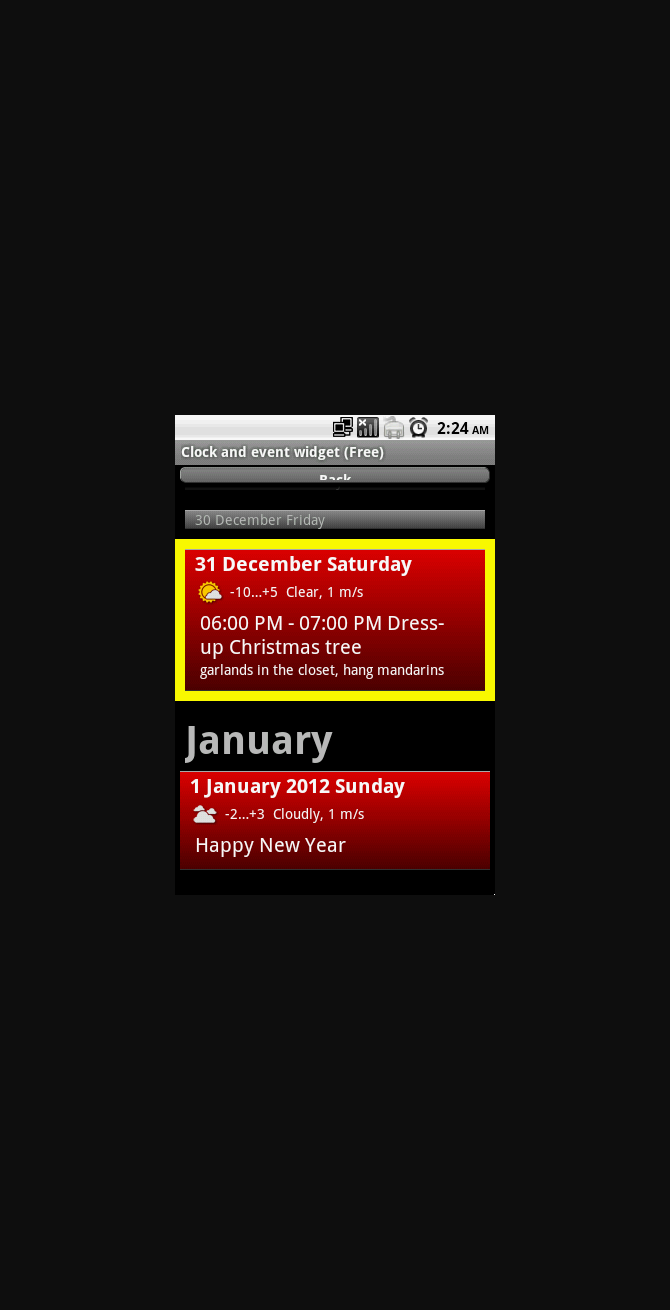 2:24 AM
Clock and event widget (Free)
Back
30 December Friday
31 December Saturday
-10...+5 Clear, 1 m/s
06:00 PM - 07:00 PM Dress-
up Christmas tree
garlands in the closet, hang mandarins
January
1 January 2012 Sunday
-2...+3 Cloudly, 1 m/s
Happy New Year